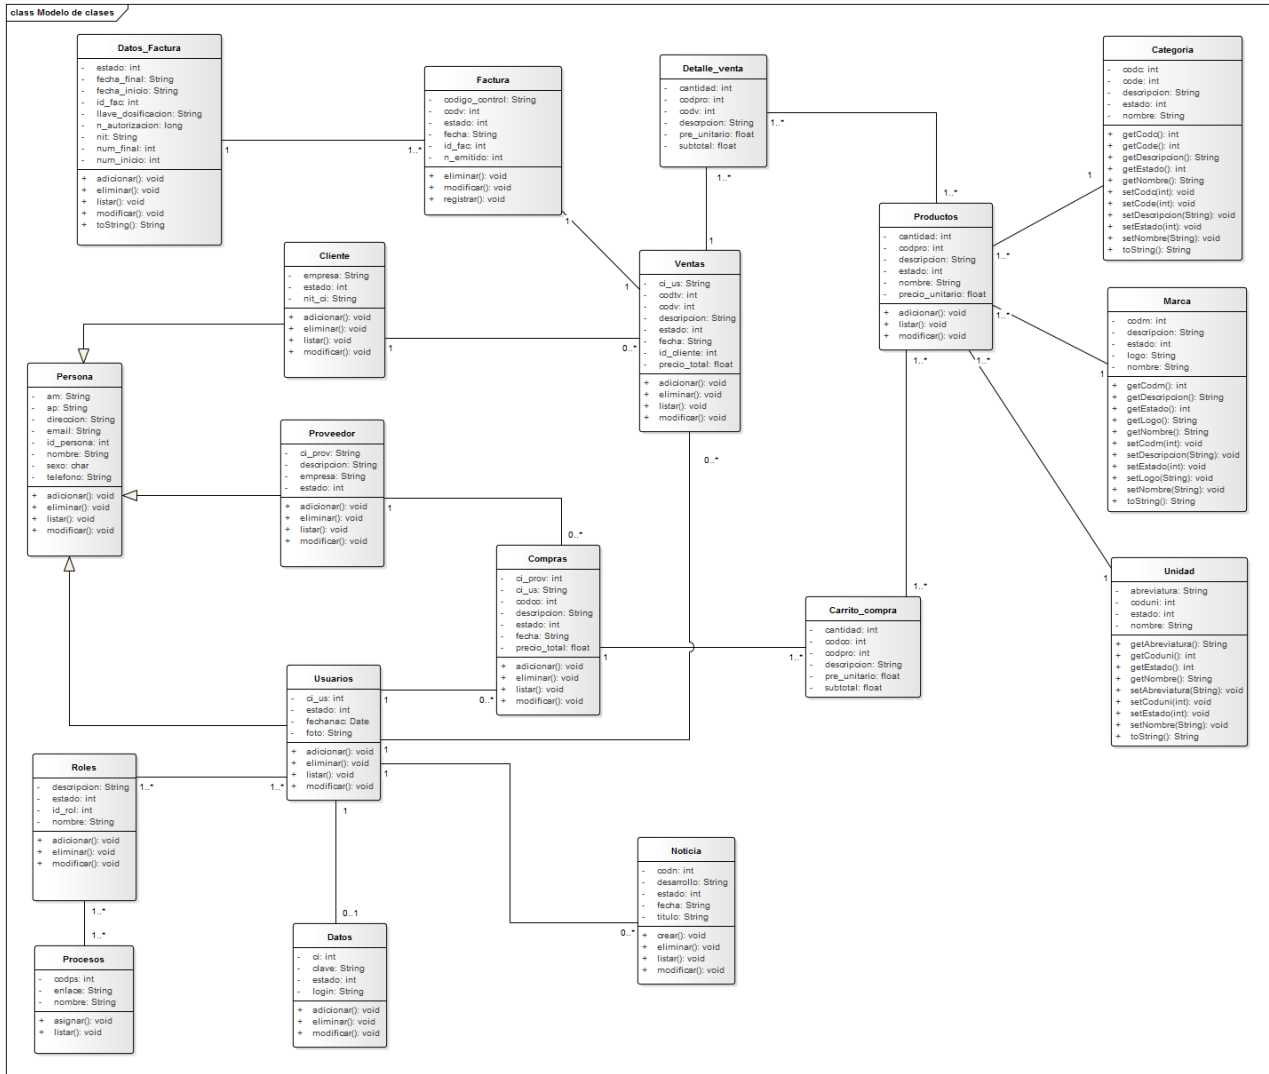 class Modelo de clases
Datos_Factura
- estado: int
- fecha_final: String
- fecha_inicio: String
- id_fac: int
- llave_dosificacion: String
- n_autorizacion: long
- nit: String
- num_final: int
- num_inicio: int
+ adicionar(): void
+ eliminar(): void
+ listar(): void
+ modificar(): void
+ toString(): String
1
1..*
Factura
- codigo_control: String
- codv: int
- estado: int
- fecha: String
- id_fac: int
- n_emitido: int
+ eliminar(): void
+ modificar(): void
+ registrar(): void
1
1
Detalle_venta
- cantidad: int
- codpro: int
- codv: int
- descrpcion: String
- pre_unitario: float
- subtotal: float
1..*
1..*
1..*
1
Categoria
- codc: int
- code: int
- descripcion: String
- estado: int
- nombre: String
+ getCodc(): int
+ getCode(): int
+ getDescripcion(): String
+ getEstado(): int
+ getNombre(): String
+ setCodc(int): void
+ setCode(int): void
+ setDescripcion(String): void
+ setEstado(int): void
+ setNombre(String): void
+ toString(): String
1
1..*
Productos
- cantidad: int
- codpro: int
- descripcion: String
- estado: int
- nombre: String
- precio_unitario: float
+ adicionar(): void
+ listar(): void
+ modificar(): void
1..*
1..*
1..*
1..*
Cliente
- empresa: String
- estado: int
- nit_ci: String
+ adicionar(): void
+ eliminar(): void
+ listar(): void
+ modificar(): void
1
0..*
Ventas
- ci_us: String
- codtv: int
- codv: int
- descripcion: String
- estado: int
- fecha: String
- id_cliente: int
- precio_total: float
+ adicionar(): void
+ eliminar(): void
+ listar(): void
+ modificar(): void
0..*
Marca
- codm: int
- descripcion: String
- estado: int
- logo: String
- nombre: String
+ getCodm(): int
+ getDescripcion(): String
+ getEstado(): int
+ getLogo(): String
+ getNombre(): String
+ setCodm(int): void
+ setDescripcion(String): void
+ setEstado(int): void
+ setLogo(String): void
+ setNombre(String): void
+ toString(): String
1
Persona
- am: String
- ap: String
- direccion: String
- email: String
- id_persona: int
- nombre: String
- sexo: char
- telefono: String
+ adicionar(): void
+ eliminar(): void
+ listar(): void
+ modificar(): void
Proveedor
- ci_prov: String
- descripcion: String
- empresa: String
- estado: int
+ adicionar(): void
+ eliminar(): void
+ listar(): void
+ modificar(): void
1
0..*
Compras
- ci_prov: int
- ci_us: String
- codco: int
- descripcion: String
- estado: int
- fecha: String
- precio_total: float
+ adicionar(): void
+ eliminar(): void
+ listar(): void
+ modificar(): void
1
1..*
Carrito_compra
- cantidad: int
- codco: int
- codpro: int
- descripcion: String
- pre_unitario: float
- subtotal: float
Unidad
- abreviatura: String
- coduni: int
- estado: int
- nombre: String
+ getAbreviatura(): String
+ getCoduni(): int
+ getEstado(): int
+ getNombre(): String
+ setAbreviatura(String): void
+ setCoduni(int): void
+ setEstado(int): void
+ setNombre(String): void
+ toString(): String
1
Usuarios
- ci_us: int
- estado: int
- fechanac: Date
- foto: String
+ adicionar(): void
+ eliminar(): void
+ listar(): void
+ modificar(): void
1
0..*
1
1
1
Roles
- descripcion: String
- estado: int
- id_rol: int
- nombre: String
+ adicionar(): void
+ eliminar(): void
+ modificar(): void
1..*
1..*
1..*
1..*
Procesos
- codps: int
- enlace: String
- nombre: String
+ asignar(): void
+ listar(): void
0..1
Datos
- ci: int
- clave: String
- estado: int
- login: String
+ adicionar(): void
+ eliminar(): void
+ modificar(): void
Noticia
- codn: int
- desarrollo: String
- estado: int
- fecha: String
- titulo: String
+ crear(): void
+ eliminar(): void
+ listar(): void
+ modificar(): void
0..*